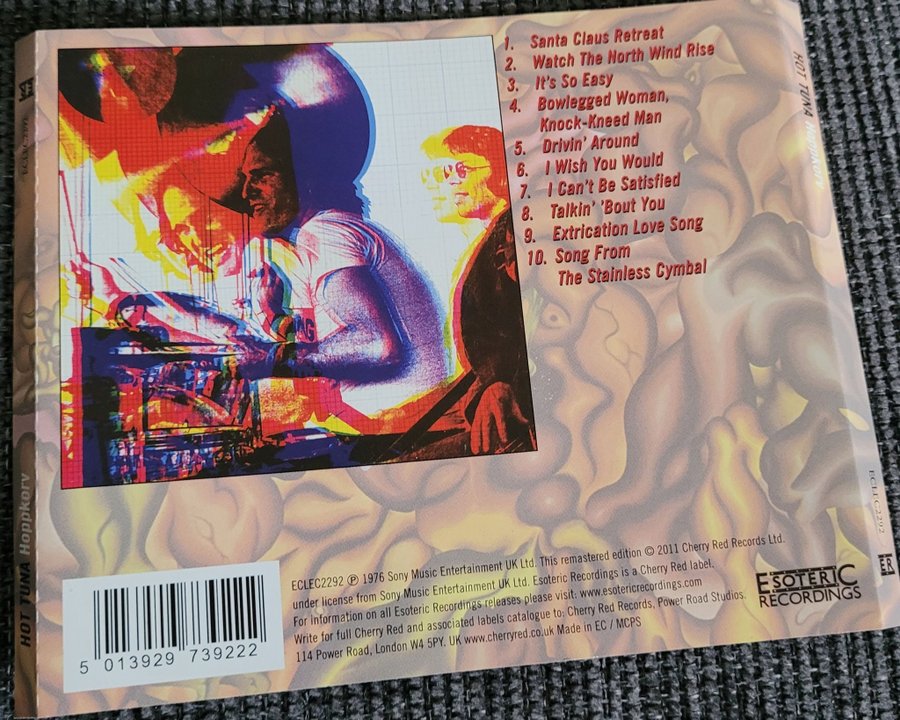 1. Santa Claus Retreat
2. Watch The North Wind Rise
3. It's So Easy
4. Bowlegged Woman,
Knock-Kneed Man
5. Drivin' Around
6. I Wish You Would
7. I Can't Be Satisfied
8. Talkin' 'Bout You
9. Extrication Love Song
10. Song From
The Stainless Cymbal
HOT TUNA Hoppkorv
HOT TUNA Hoppkorv
ECLEC2292
ER
ECLEC2292 ℗ 1976 Sony Music Entertainment UK Ltd. This remastered edition © 2011 Cherry Red Records Ltd.
under license from Sony Music Entertainment UK Ltd. Esoteric Recordings is a Cherry Red label.
For information on all Esoteric Recordings releases please visit: www.esotericrecordings.com
Write for full Cherry Red and associated labels catalogue to: Cherry Red Records, Power Road Studios,
114 Power Road, London W4 5PY. UK www.cherryred.co.uk Made in EC / MCPS
ESOTERIC
RECORDINGS
5 013929 739222